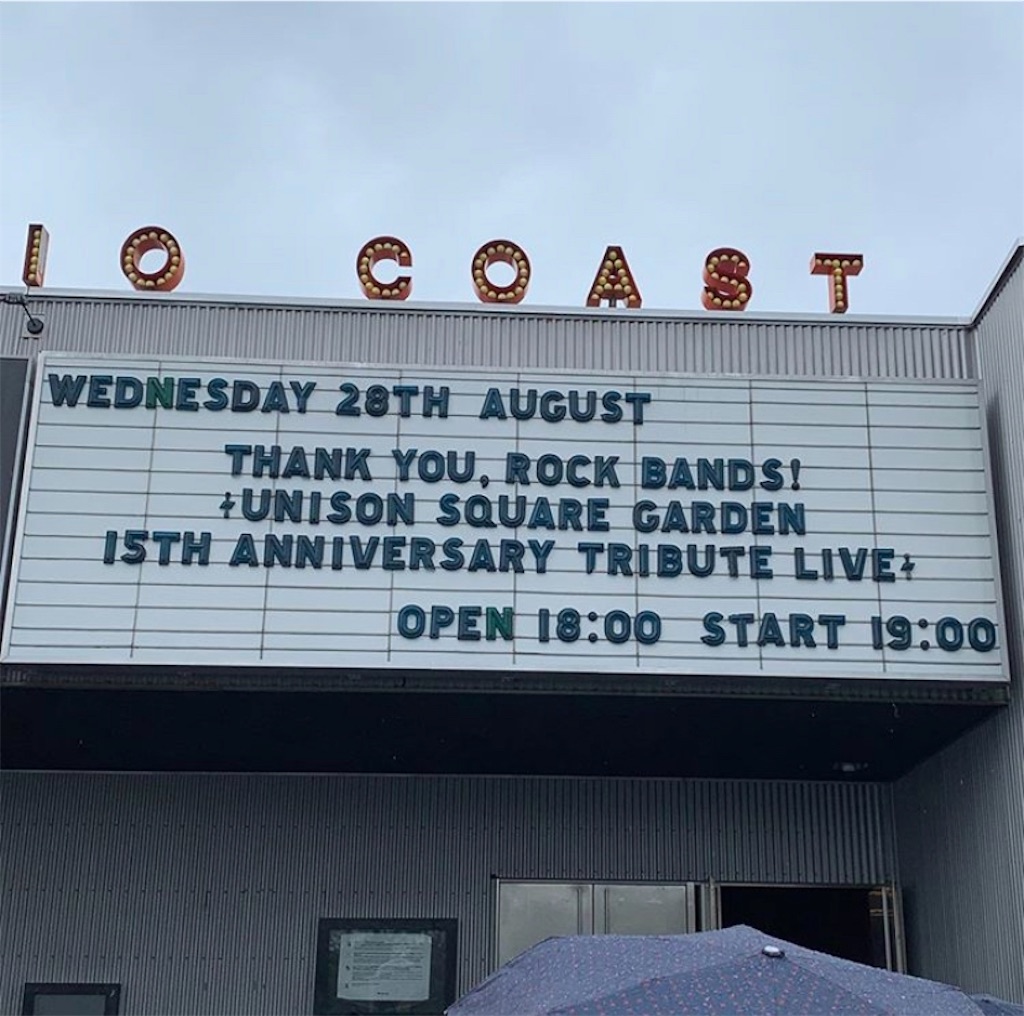 IO COAST
WEDNESDAY 28TH AUGUST
THANK YOU, ROCK BANDS!
UNISON SQUARE GARDEN
15TH ANNIVERSARY TRIBUTE LIVE
OPEN 18:00 START 19:00